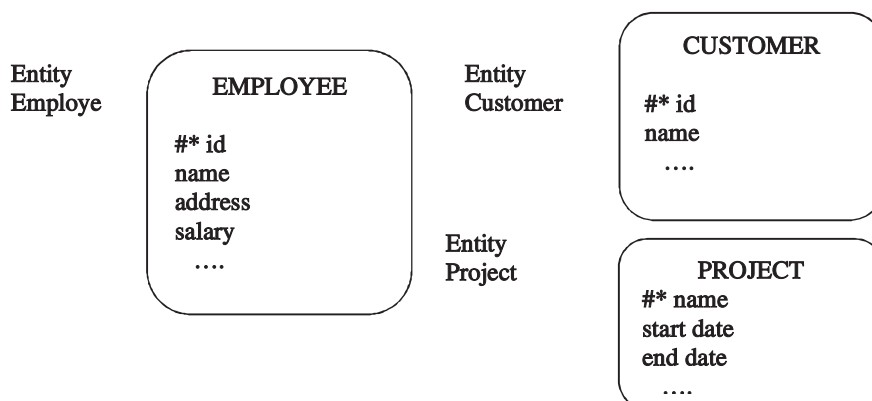 Entity
Employe
EMPLOYEE
#* id
name
address
salary
....
Entity
Customer
CUSTOMER
#* id
name
....
Entity
Project
PROJECT
#* name
start date
end date
....